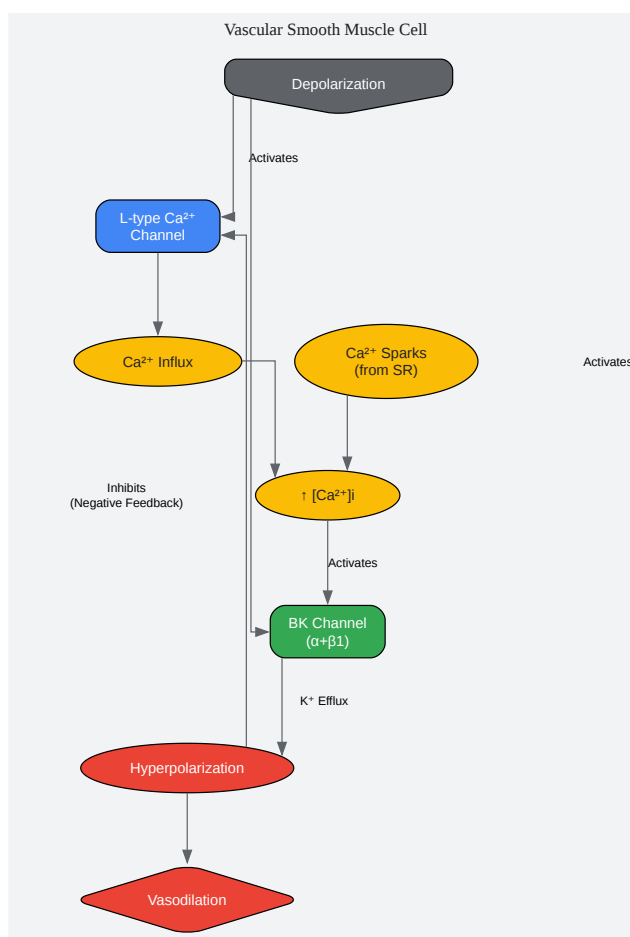 Vascular Smooth Muscle Cell
Depolarization
Activates
L-type Ca²⁺
Channel
Ca²⁺ Influx
Ca²⁺ Sparks
(from SR)
Activates
Inhibits
(Negative Feedback)
↑ [Ca²⁺]i
Activates
BK Channel
(α+β1)
K⁺ Efflux
Hyperpolarization
Vasodilation